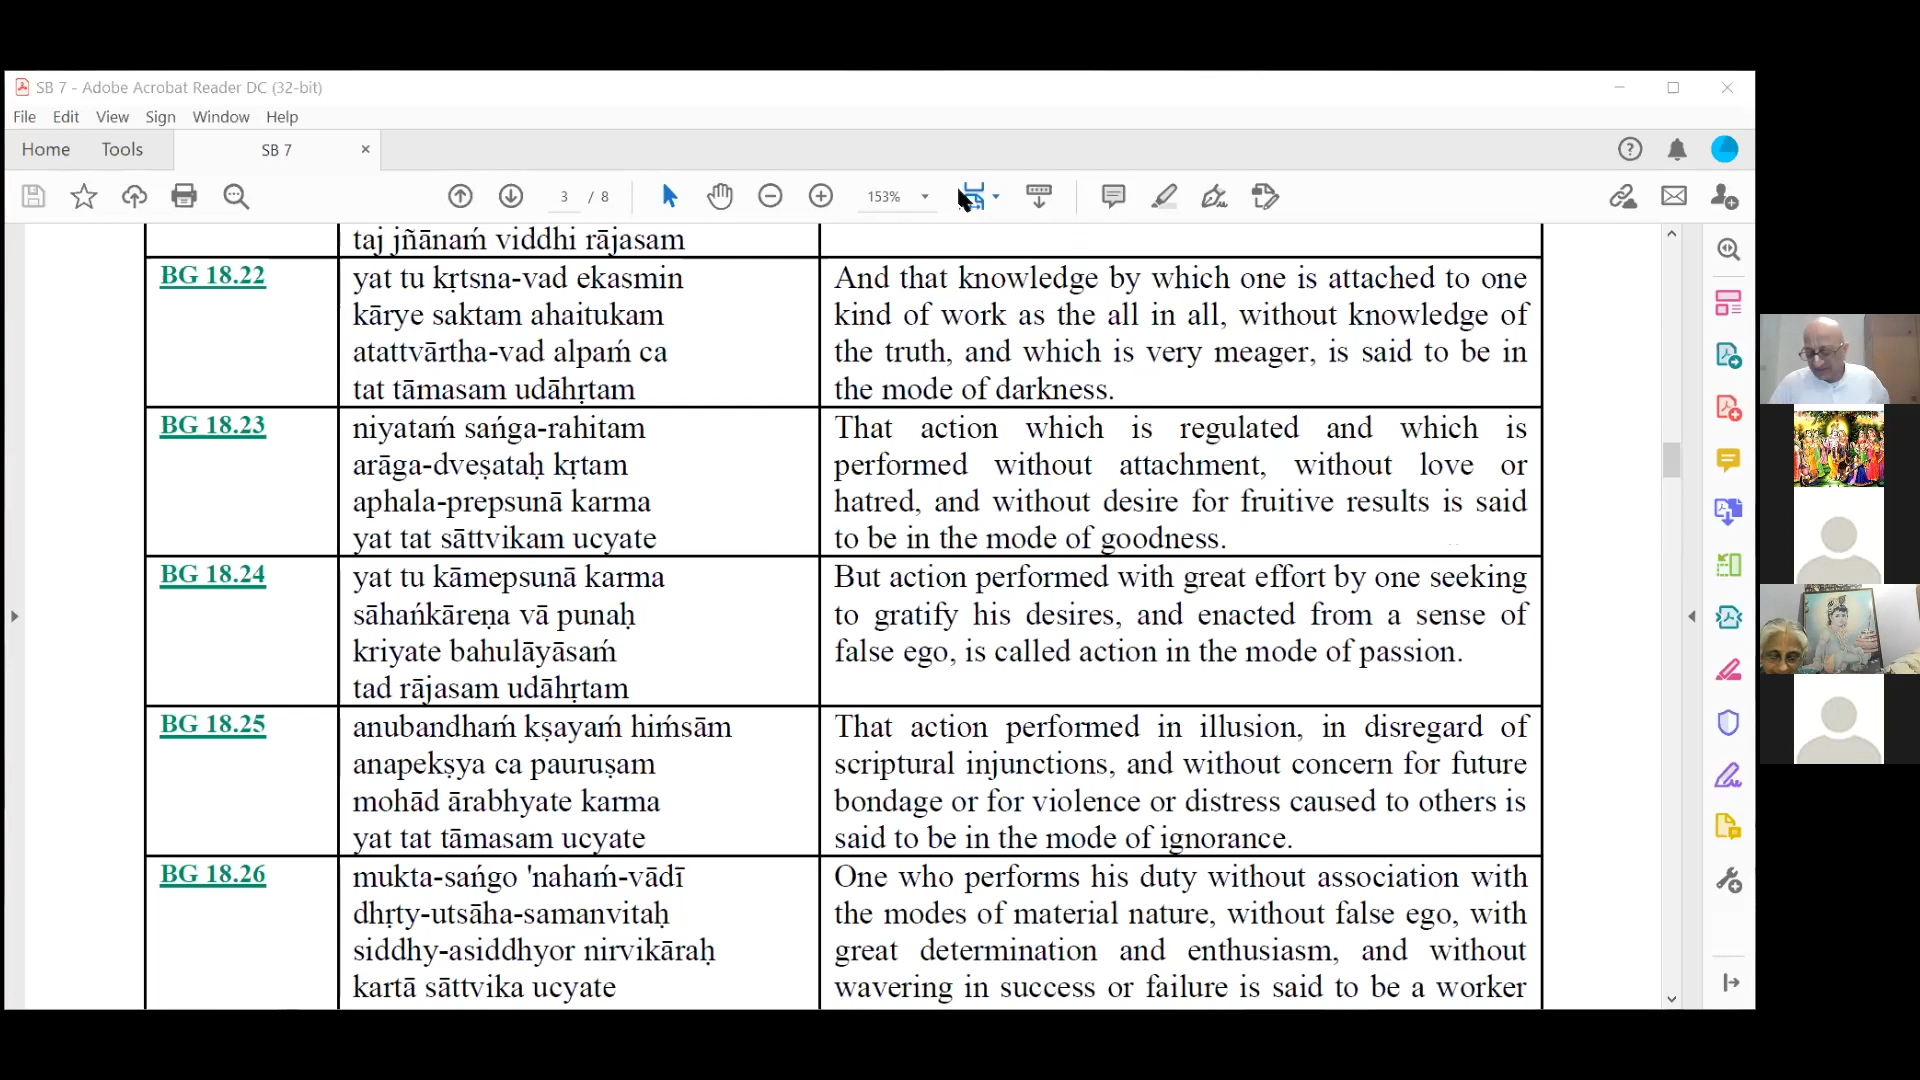 SB 7 - Adobe Acrobat Reader DC (32-bit)
File Edit View Sign Window Help
Home Tools SB 7
3 / 8 153%
taj jñānaṁ viddhi rājasam
BG 18.22
yat tu kṛtsna-vad ekasmin
kārye saktam ahaitukam
atattvārtha-vad alpaṁ ca
tat tāmasam udāhṛtam
And that knowledge by which one is attached to one
kind of work as the all in all, without knowledge of
the truth, and which is very meager, is said to be in
the mode of darkness.
BG 18.23
niyataṁ saṅga-rahitam
arāga-dveṣataḥ kṛtam
aphala-prepsunā karma
yat tat sāttvikam ucyate
That action which is regulated and which is
performed without attachment, without love or
hatred, and without desire for fruitive results is said
to be in the mode of goodness.
BG 18.24
yat tu kāmepsunā karma
sāhaṅkāreṇa vā punaḥ
kriyate bahulāyāsaṁ
tad rājasam udāhṛtam
But action performed with great effort by one seeking
to gratify his desires, and enacted from a sense of
false ego, is called action in the mode of passion.
BG 18.25
anubandhaṁ kṣayaṁ hiṁsām
anapekṣya ca pauruṣam
mohād ārabhyate karma
yat tat tāmasam ucyate
That action performed in illusion, in disregard of
scriptural injunctions, and without concern for future
bondage or for violence or distress caused to others is
said to be in the mode of ignorance.
BG 18.26
mukta-saṅgo 'nahaṁ-vādī
dhṛty-utsāha-samanvitaḥ
siddhy-asiddhyor nirvikāraḥ
kartā sāttvika ucyate
One who performs his duty without association with
the modes of material nature, without false ego, with
great determination and enthusiasm, and without
wavering in success or failure is said to be a worker